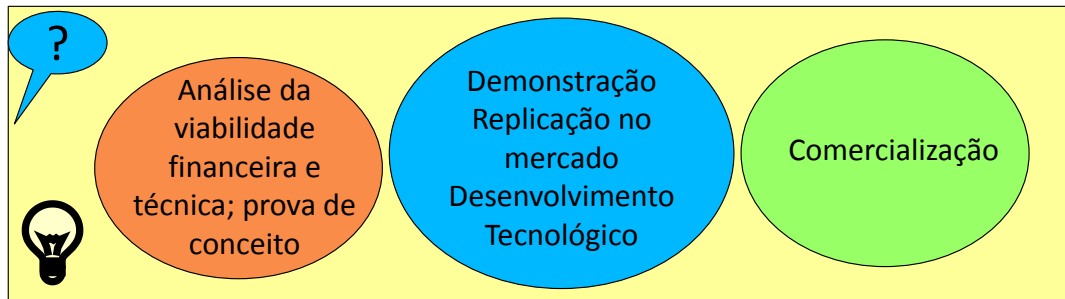 ?
Análise da
viabilidade
financeira e
técnica; prova de
conceito
Demonstração
Replicação no
mercado
Desenvolvimento
Tecnológico
Comercialização